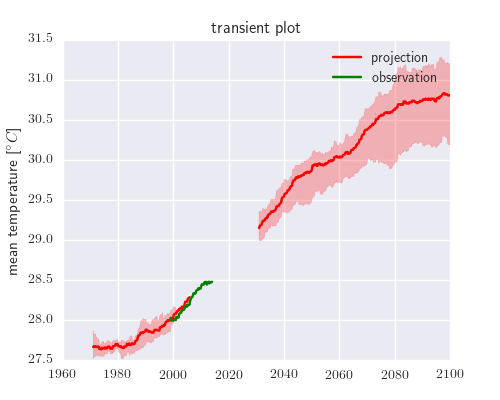 transient plot
mean temperature [°C]
31.5
31.0
30.5
30.0
29.5
29.0
28.5
28.0
27.5
projection
observation
1960 1980 2000 2020 2040 2060 2080 2100